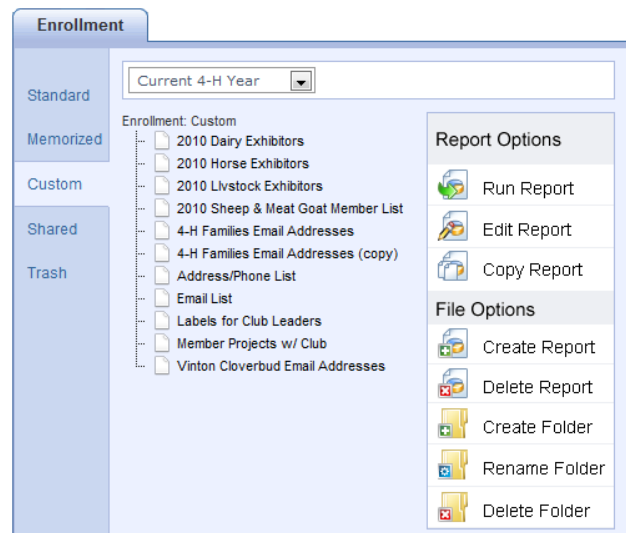 Enrollment
Standard
Memorized
Custom
Shared
Trash
Current 4-H Year
Enrollment: Custom
2010 Dairy Exhibitors
2010 Horse Exhibitors
2010 LIvstock Exhibitors
2010 Sheep & Meat Goat Member List
4-H Families Email Addresses
4-H Families Email Addresses (copy)
Address/Phone List
Email List
Labels for Club Leaders
Member Projects w/ Club
Vinton Cloverbud Email Addresses
Report Options
Run Report
Edit Report
Copy Report
File Options
Create Report
Delete Report
Create Folder
Rename Folder
Delete Folder